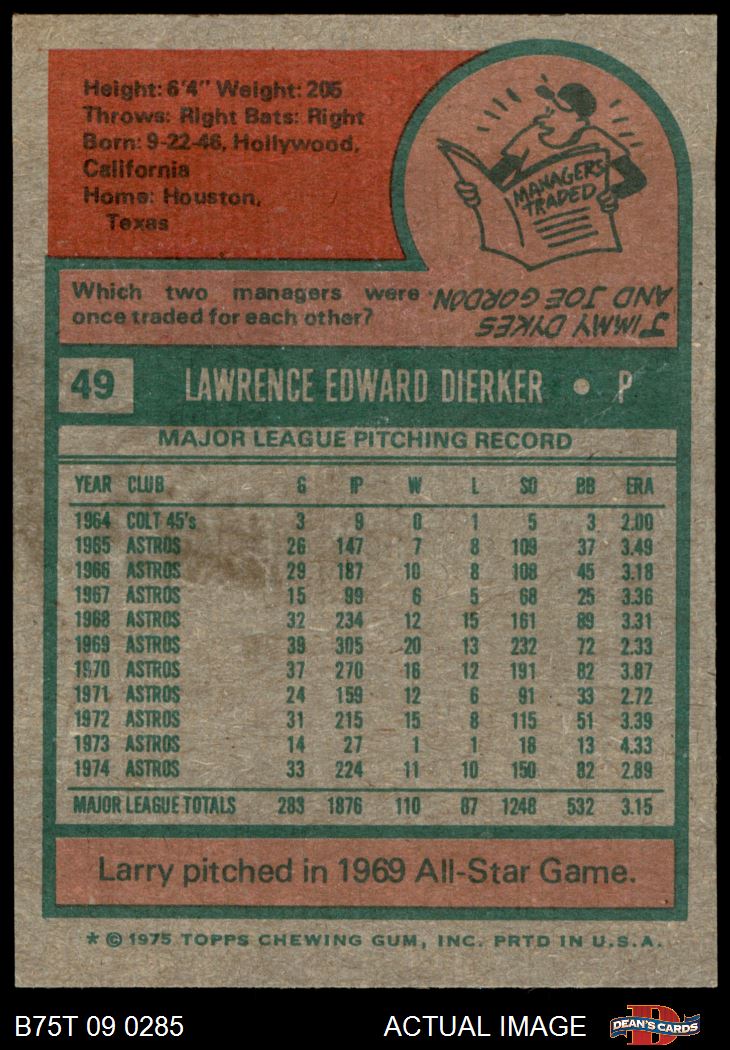 Height: 6'4" Weight: 205
Throws: Right Bats: Right
Born: 9-22-46, Hollywood,
California
Home: Houston,
Texas
MANAGERS
TRADED
Which two managers were
once traded for each other?
JIMMY DYKES
AND JOE GORDON
49 LAWRENCE EDWARD DIERKER • P
MAJOR LEAGUE PITCHING RECORD
YEAR CLUB G IP W L SO BB ERA
1964 COLT 45's 3 9 0 1 5 3 2.00
1965 ASTROS 26 147 7 8 109 37 3.49
1966 ASTROS 29 187 10 8 108 45 3.18
1967 ASTROS 15 99 6 5 68 25 3.36
1968 ASTROS 32 234 12 15 161 89 3.31
1969 ASTROS 39 305 20 13 232 72 2.33
1970 ASTROS 37 270 16 12 191 82 3.87
1971 ASTROS 24 159 12 6 91 33 2.72
1972 ASTROS 31 215 15 8 115 51 3.39
1973 ASTROS 14 27 1 1 18 13 4.33
1974 ASTROS 33 224 11 10 150 82 2.89
MAJOR LEAGUE TOTALS 283 1876 110 87 1248 532 3.15
Larry pitched in 1969 All-Star Game.
* © 1975 TOPPS CHEWING GUM, INC. PRTD IN U.S.A.
B75T 09 0285 ACTUAL IMAGE DEAN'S CARDS